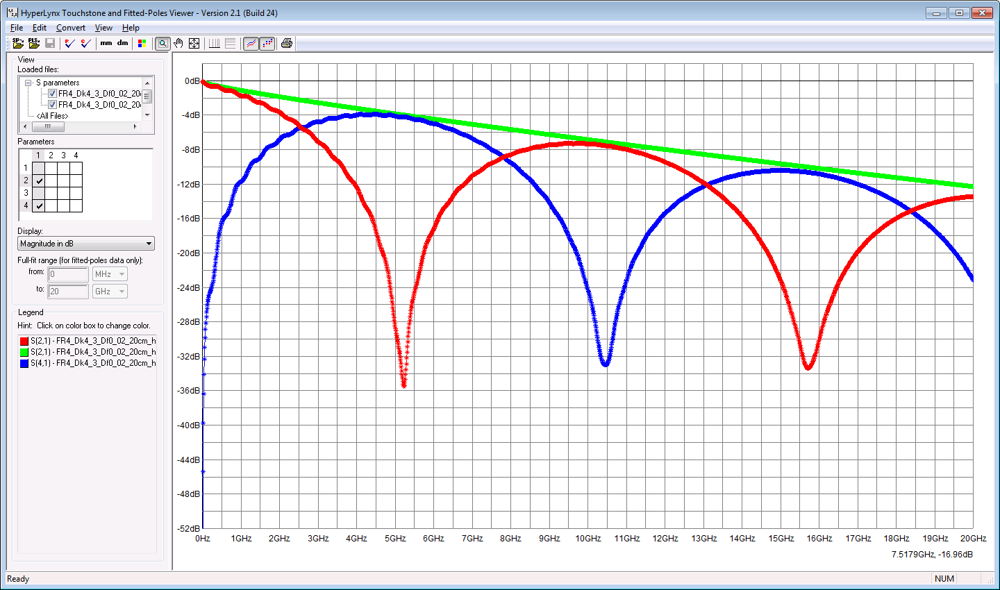 HyperLynx Touchstone and Fitted-Poles Viewer - Version 2.1 (Build 24)
File Edit Convert View Help
SP PLS P C mm dm
View
Loaded files:
S parameters
FR4_Dk4_3_Df0_02_20
FR4_Dk4_3_Df0_02_20
<All Files>
Parameters
1 2 3 4
1
2
3
4
Display:
Magnitude in dB
Full-fit range (for fitted-poles data only):
from: 0 MHz
to: 20 GHz
Legend
Hint: Click on color box to change color.
S(2,1) - FR4_Dk4_3_Df0_02_20cm_h
S(2,1) - FR4_Dk4_3_Df0_02_20cm_h
S(4,1) - FR4_Dk4_3_Df0_02_20cm_h
0dB
-4dB
-8dB
-12dB
-16dB
-20dB
-24dB
-28dB
-32dB
-36dB
-40dB
-44dB
-48dB
-52dB
0Hz 1GHz 2GHz 3GHz 4GHz 5GHz 6GHz 7GHz 8GHz 9GHz 10GHz 11GHz 12GHz 13GHz 14GHz 15GHz 16GHz 17GHz 18GHz 19GHz 20GHz
7.5179GHz, -16.96dB
Ready NUM